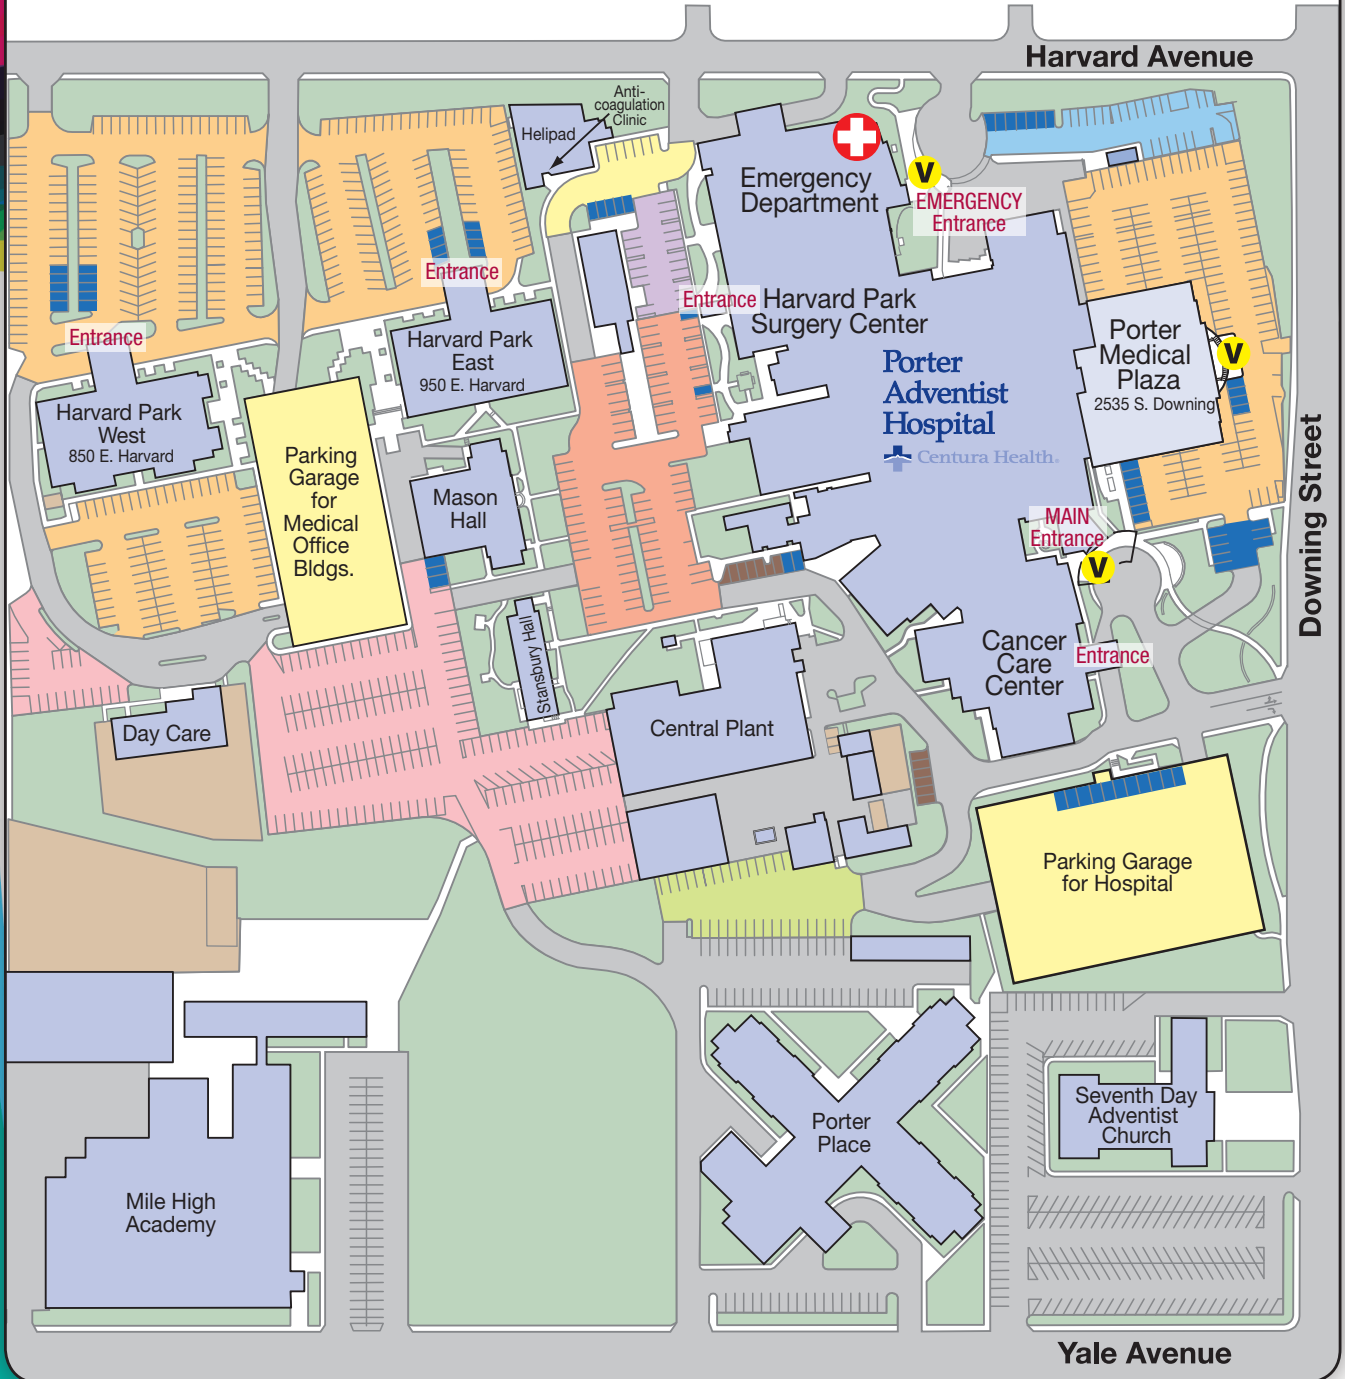 Harvard Avenue
Anti-
coagulation
Clinic
Helipad
Emergency
Department
V
EMERGENCY
Entrance
Entrance
Entrance
Entrance
Harvard Park
Surgery Center
Harvard Park
East
950 E. Harvard
Porter
Medical
Plaza
2535 S. Downing
V
Porter
Adventist
Hospital
Centura Health.
Harvard Park
West
850 E. Harvard
Parking
Garage
for
Medical
Office
Bldgs.
Mason
Hall
MAIN
Entrance
V
Downing Street
Stansbury Hall
Cancer
Care
Center
Entrance
Day Care
Central Plant
Parking Garage
for Hospital
Porter
Place
Seventh Day
Adventist
Church
Mile High
Academy
Yale Avenue